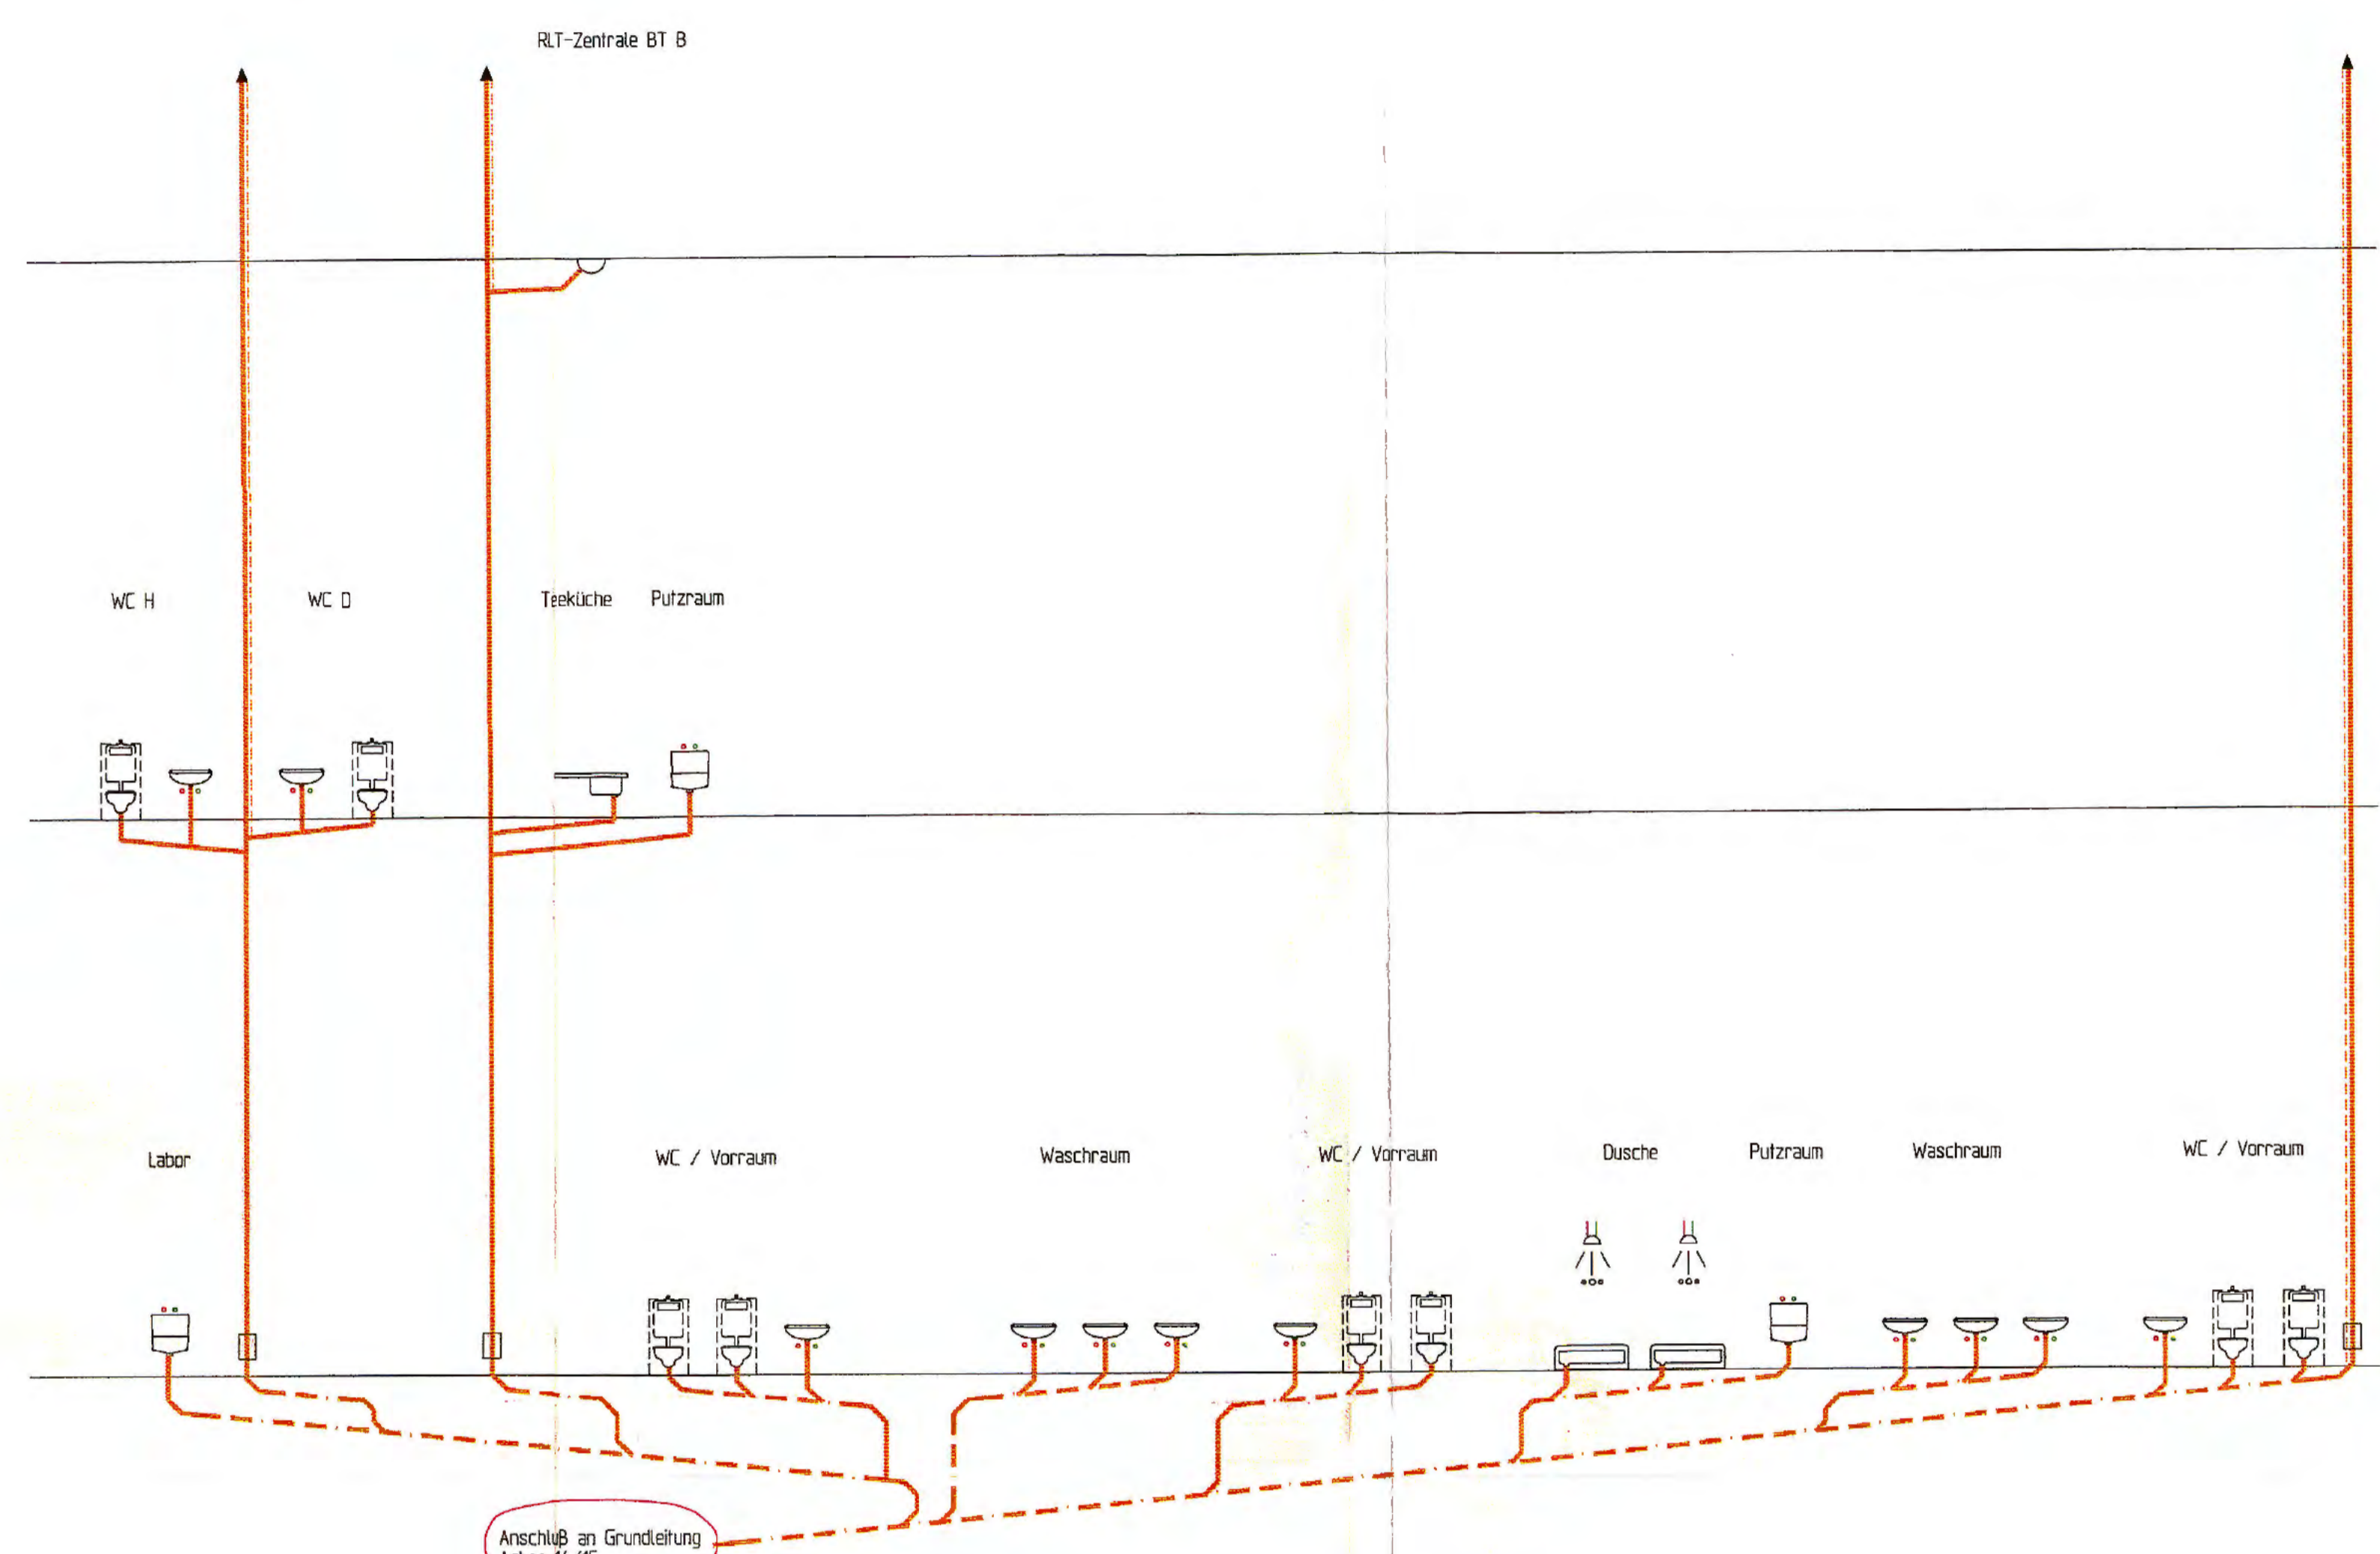 RLT-Zentrale BT B
WC H
WC D
Teeküche
Putzraum
Labor
WC / Vorraum
Waschraum
WC / Vorraum
Dusche
Putzraum
Waschraum
WC / Vorraum
Anschluß an Grundleitung